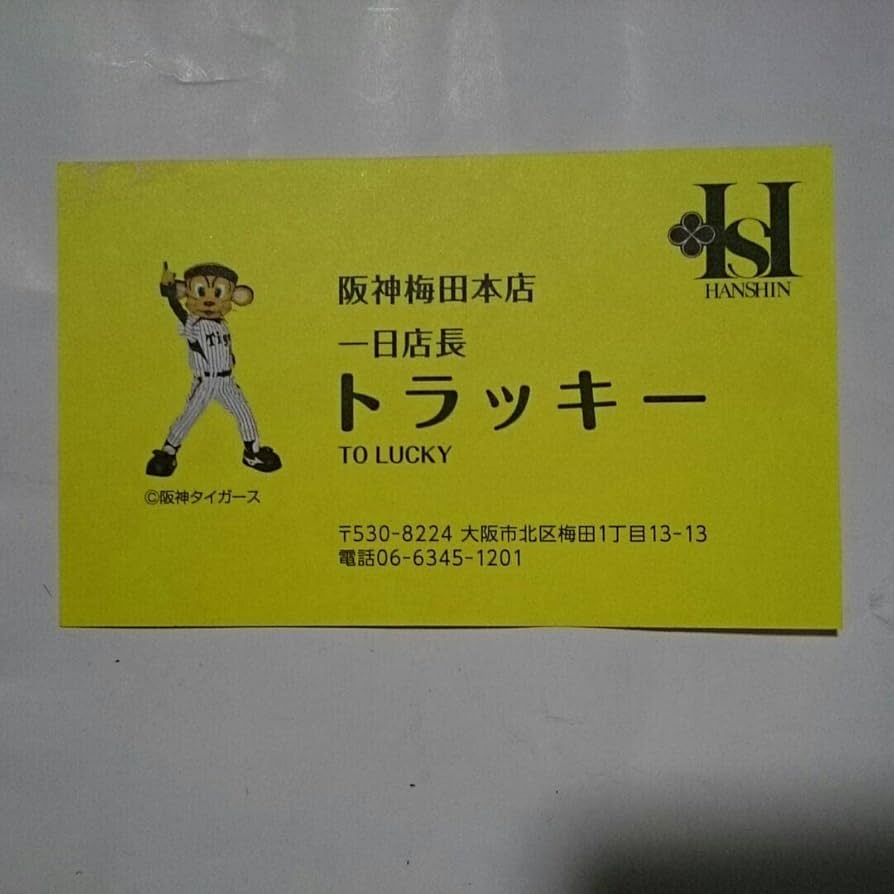 HS
HANSHIN
阪神梅田本店
一日店長
トラッキー
TO LUCKY
Tig
©阪神タイガース
〒530-8224 大阪市北区梅田1丁目13-13
電話06-6345-1201